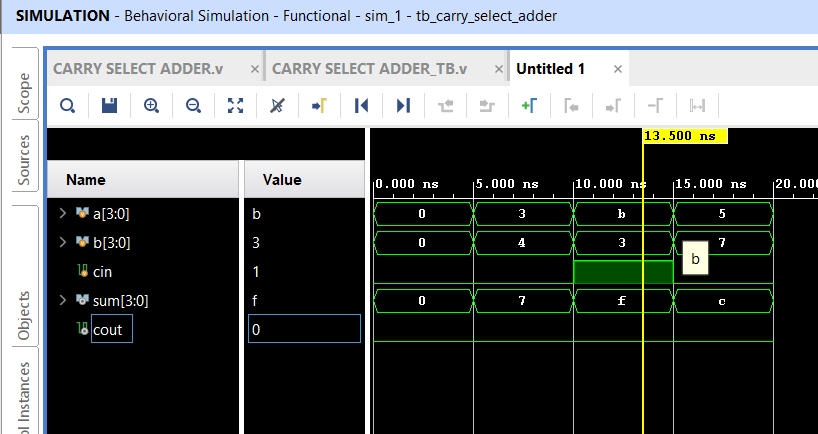 SIMULATION - Behavioral Simulation - Functional - sim_1 - tb_carry_select_adder
CARRY SELECT ADDER.v × CARRY SELECT ADDER_TB.v × Untitled 1 ×
Scope
Sources
Objects
Instances
13.500 ns
Name Value
0.000 ns 5.000 ns 10.000 ns 15.000 ns 20.000
a[3:0] b 0 3 b 5
b[3:0] 3 0 4 3 7
b
cin 1
sum[3:0] f 0 7 f c
cout 0